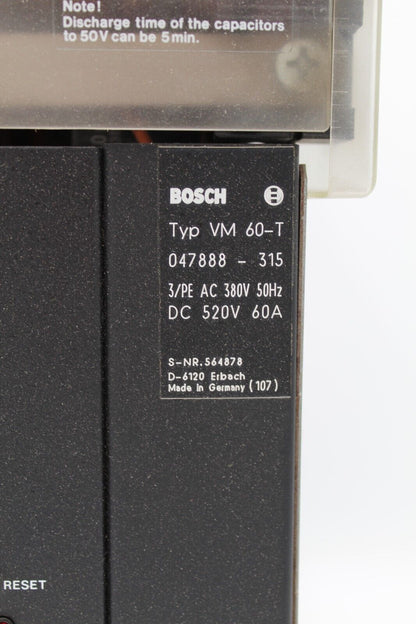 Note!
Discharge time of the capacitors
to 50V can be 5 min.
BOSCH
Typ VM 60-T
047888 - 315
3/PE AC 380V 50Hz
DC 520V 60A
S-NR.564878
D-6120 Erbach
Made in Germany (107)
RESET